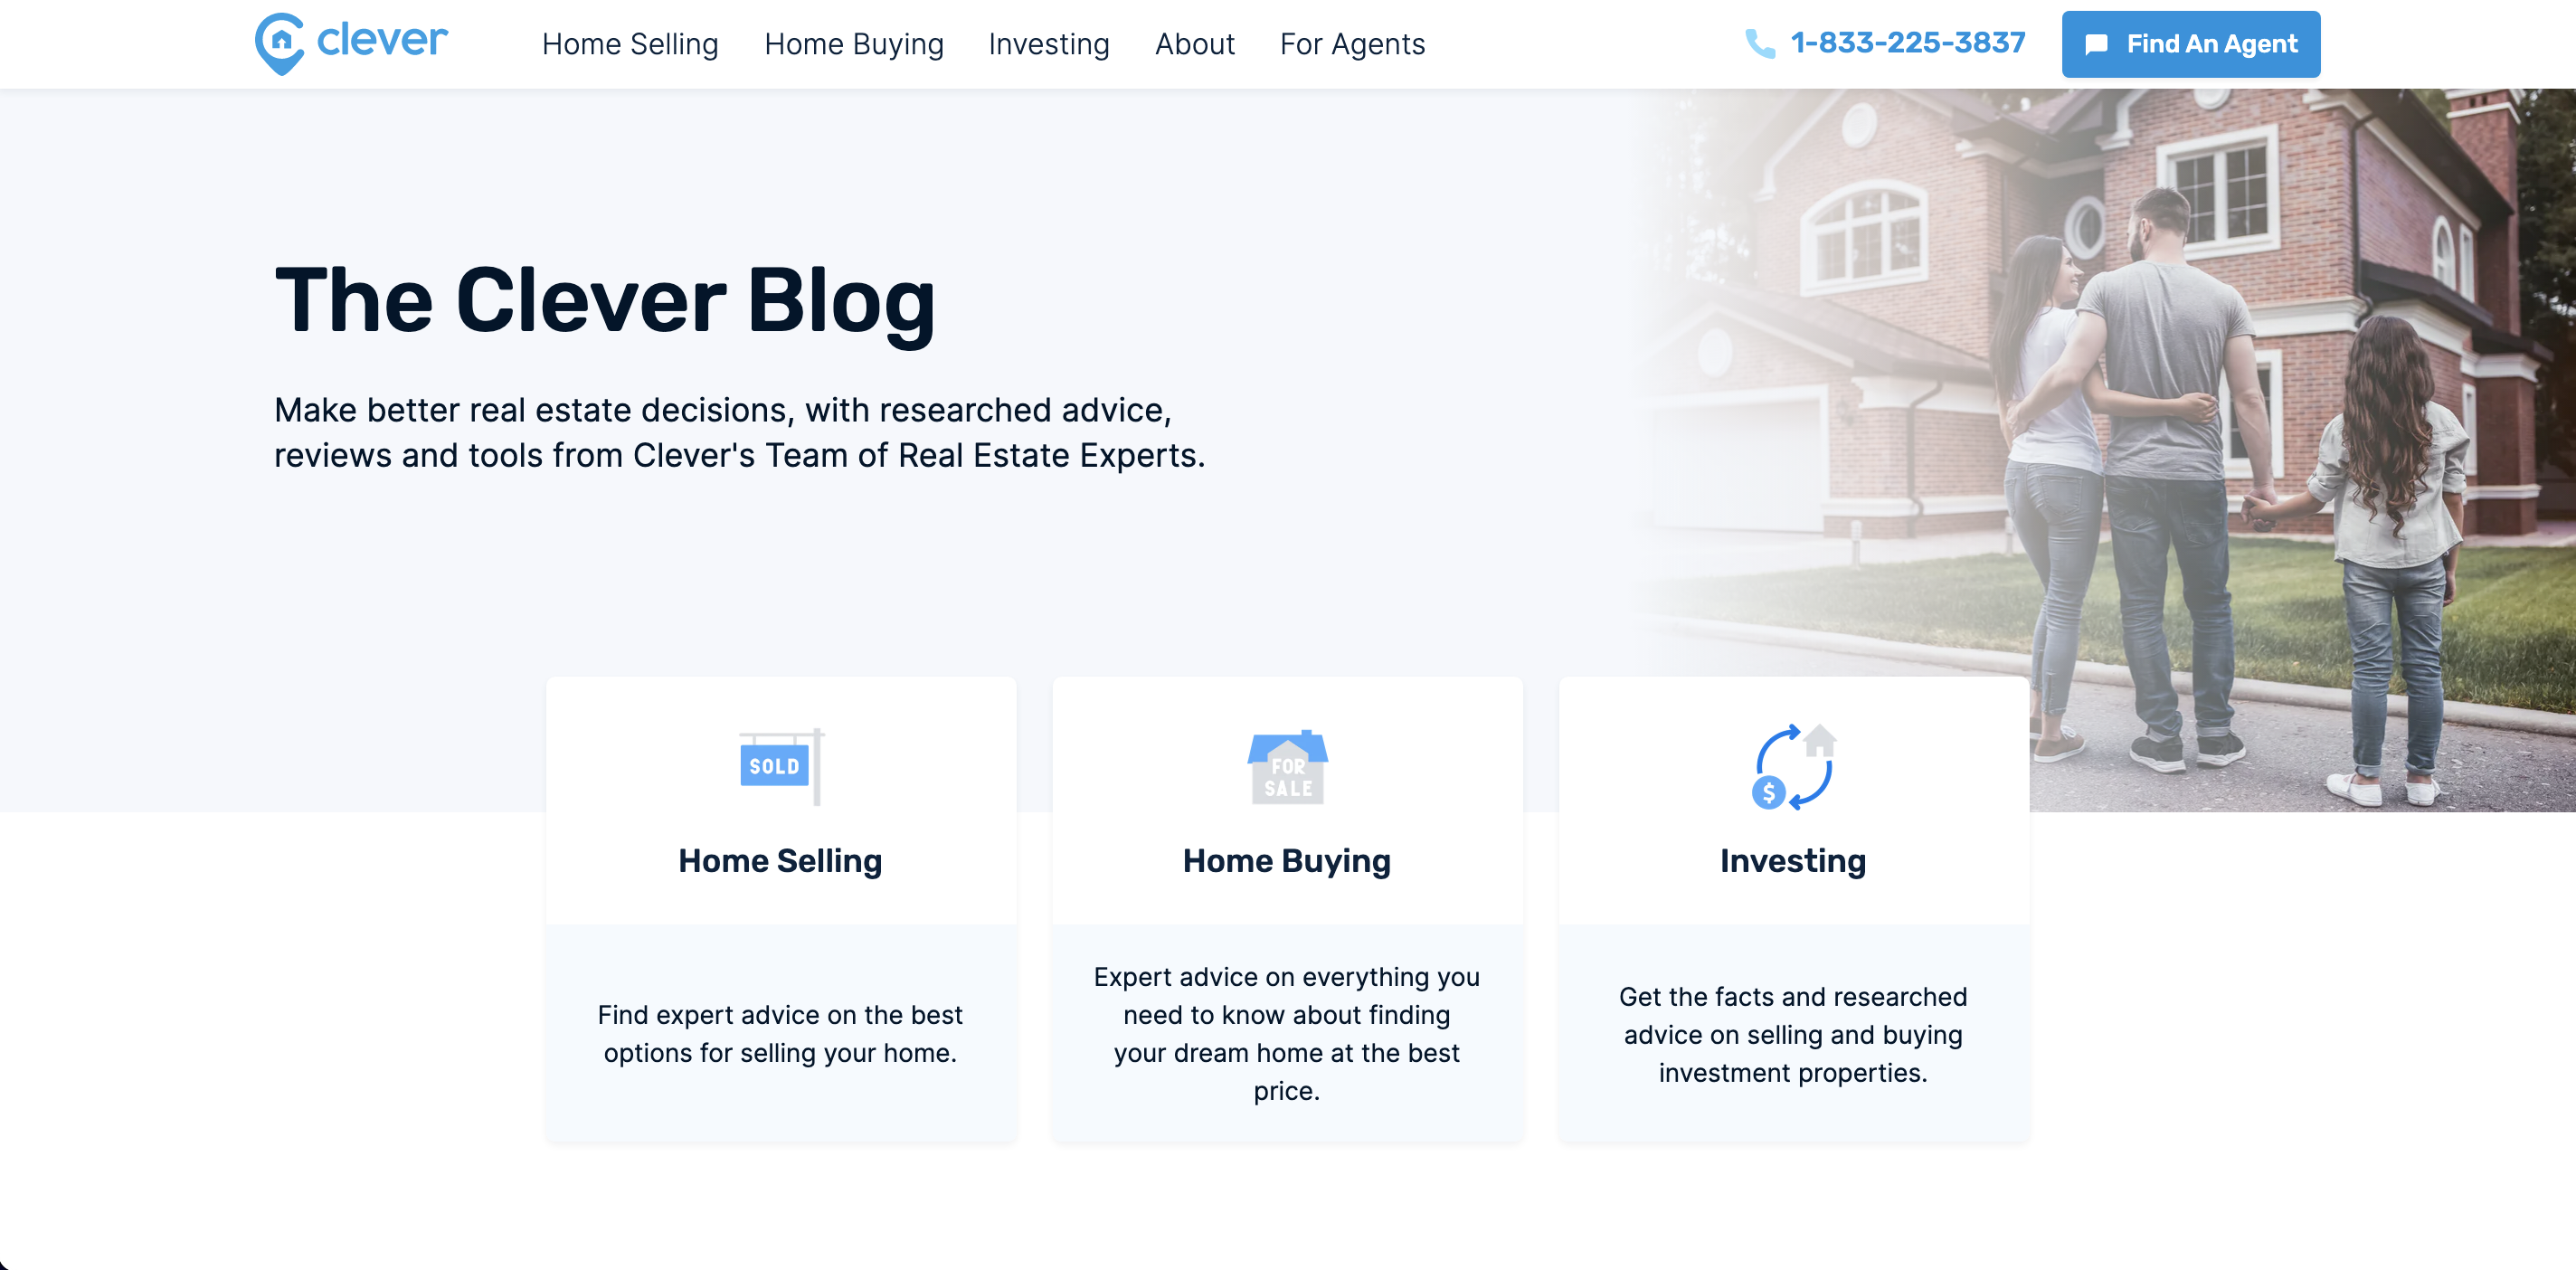 clever
Home Selling
Home Buying
Investing
About
For Agents
1-833-225-3837
Find An Agent
The Clever Blog
Make better real estate decisions, with researched advice,
reviews and tools from Clever's Team of Real Estate Experts.
SOLD
Home Selling
Find expert advice on the best
options for selling your home.
FOR
SALE
Home Buying
Expert advice on everything you
need to know about finding
your dream home at the best
price.
$
Investing
Get the facts and researched
advice on selling and buying
investment properties.